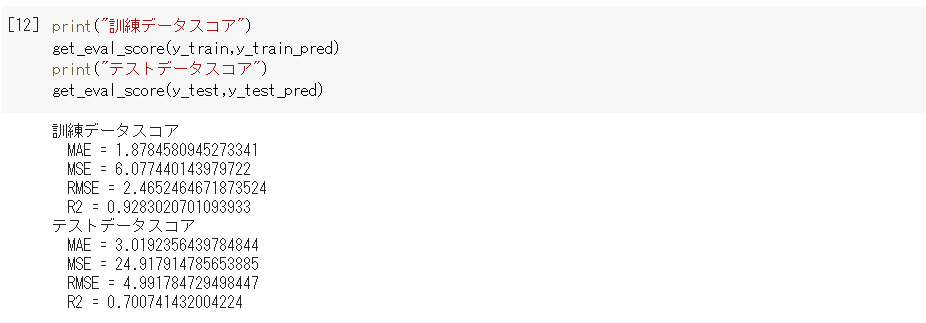 [12] print("訓練データスコア")
get_eval_score(y_train,y_train_pred)
print("テストデータスコア")
get_eval_score(y_test,y_test_pred)
訓練データスコア
MAE = 1.8784580945273341
MSE = 6.077440143979722
RMSE = 2.4652464671873524
R2 = 0.9283020701093933
テストデータスコア
MAE = 3.0192356439784844
MSE = 24.917914785653885
RMSE = 4.991784729498447
R2 = 0.700741432004224